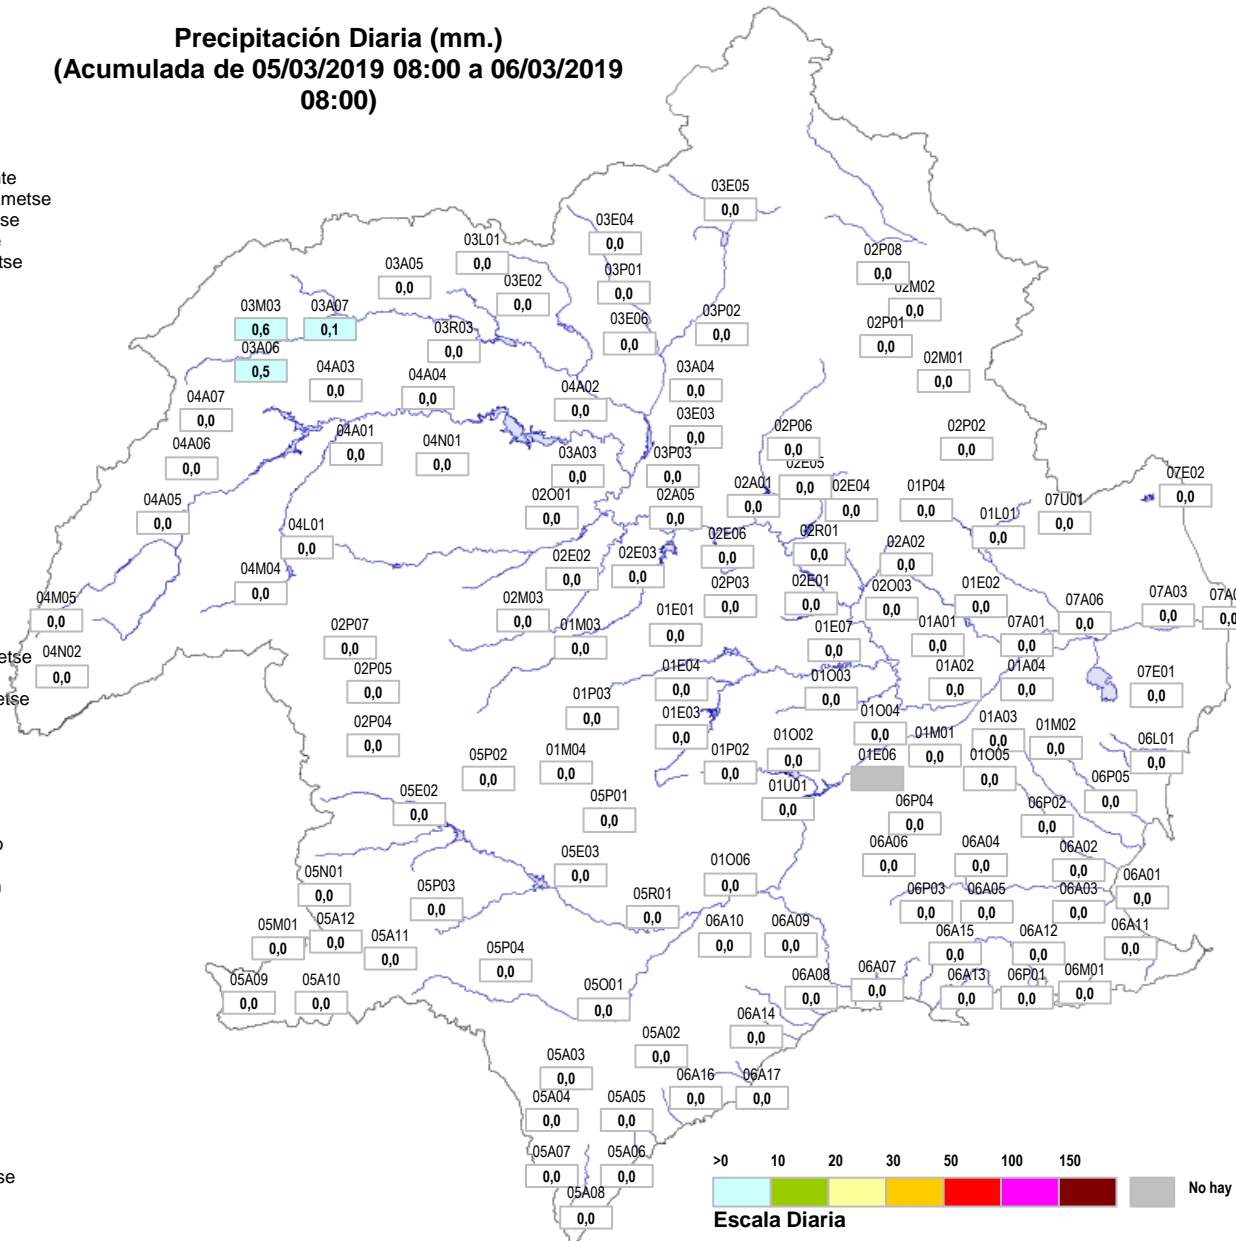 Precipitación Diaria (mm.)
(Acumulada de 05/03/2019 08:00 a 06/03/2019
08:00)
03E05
0,0
03E04
0,0
03L01
0,0
02P08
0,0
03A05
0,0
03P01
0,0
03E02
0,0
02M02
0,0
03M03
0,6
03A07
0,1
03P02
0,0
03E06
0,0
03R03
0,0
02P01
0,0
03A06
0,5
02M01
0,0
04A03
0,0
04A04
0,0
03A04
0,0
04A02
0,0
04A07
0,0
03E03
0,0
04A01
0,0
02P06
0,0
02P02
0,0
04A06
0,0
04N01
0,0
03A03
0,0
03P03
0,0
02E05
0,0
07E02
0,0
04A05
0,0
02O01
0,0
02A05
0,0
02A01
0,0
02E04
0,0
01P04
0,0
07U01
0,0
01L01
0,0
04L01
0,0
02E06
0,0
02R01
0,0
02A02
0,0
02E02
0,0
02E03
0,0
04M04
0,0
02P03
0,0
02E01
0,0
02O03
0,0
01E02
0,0
07A03
0,0
07A0
0,0
04M05
0,0
02M03
0,0
01E01
0,0
07A06
0,0
02P07
0,0
01M03
0,0
01E07
0,0
01A01
0,0
07A01
0,0
etse
04N02
0,0
02P05
0,0
01E04
0,0
01O03
0,0
01A02
0,0
01A04
0,0
07E01
0,0
etse
01P03
0,0
02P04
0,0
01E03
0,0
01O04
0,0
01A03
0,0
01M02
0,0
01M01
0,0
06L01
0,0
05P02
0,0
01M04
0,0
01P02
0,0
01O02
0,0
01E06
01O05
0,0
06P05
0,0
05E02
0,0
05P01
0,0
01U01
0,0
06P04
0,0
06P02
0,0
05E03
0,0
01O06
0,0
06A06
0,0
06A04
0,0
06A02
0,0
05N01
0,0
05P03
0,0
05R01
0,0
06P03
0,0
06A05
0,0
06A03
0,0
06A01
0,0
05M01
0,0
05A12
0,0
05A11
0,0
06A10
0,0
06A09
0,0
06A15
0,0
06A12
0,0
06A11
0,0
05P04
0,0
05A09
0,0
05A10
0,0
05O01
0,0
06A08
0,0
06A07
0,0
06A13
0,0
06P01
0,0
06M01
0,0
06A14
0,0
05A02
0,0
05A03
0,0
06A16
0,0
06A17
0,0
05A04
0,0
05A05
0,0
05A07
0,0
05A06
0,0
05A08
0,0
>0 10 20 30 50 100 150
No hay
Escala Diaria